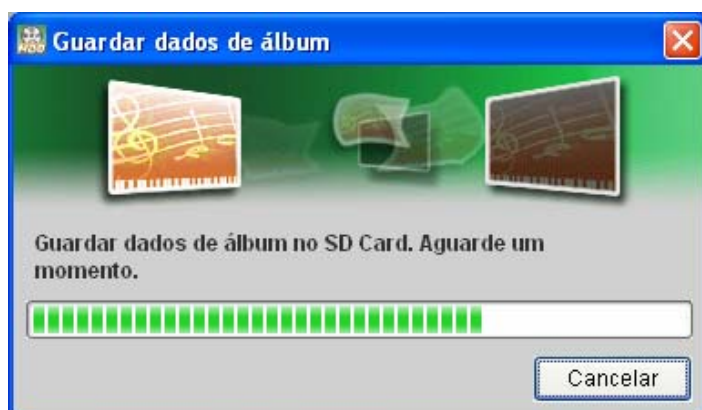 Guardar dados de álbum
Guardar dados de álbum no SD Card. Aguarde um
momento.
Cancelar